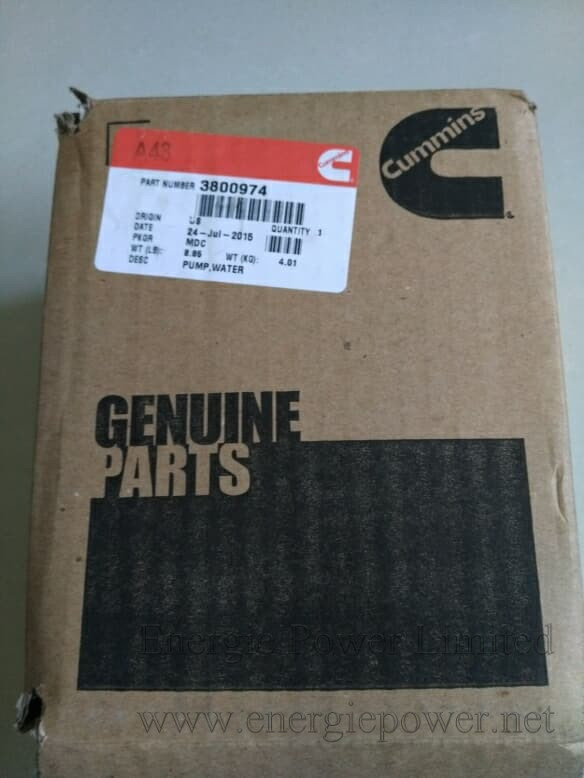 A43
Cummins
Cummins
PART NUMBER 3800974
ORIGIN US QUANTITY
DATE 24-Jul-2015
PKGR MDC
WT (LB): 8.85 WT (KG): 4.01
DESC PUMP,WATER
GENUINE
PARTS
Energie Power Limited
www.energiepower.net